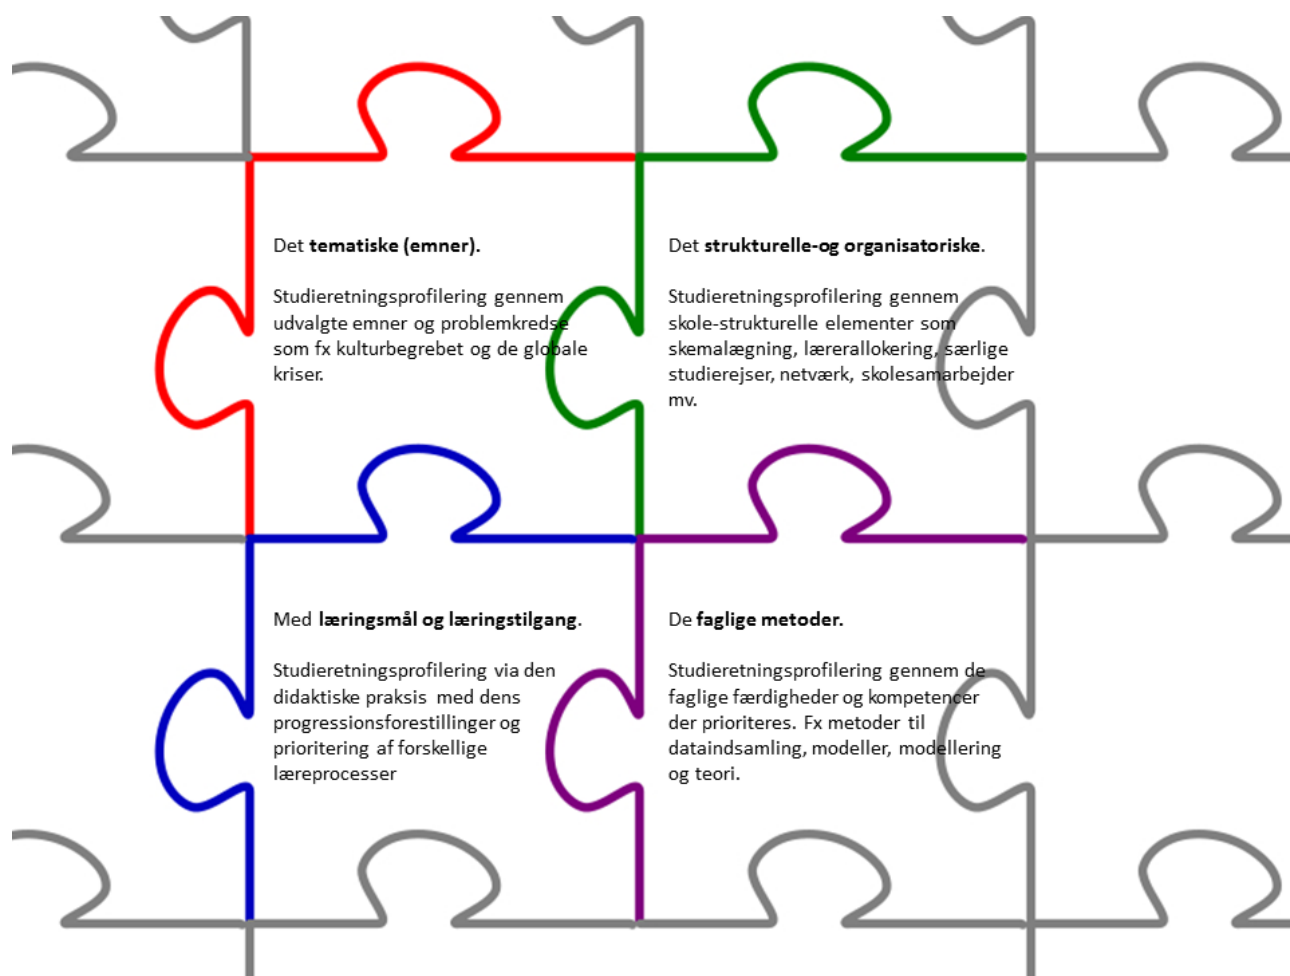 Det tematiske (emner).
Studieretningsprofilering gennem
udvalgte emner og problemkredse
som fx kulturbegrebet og de globale
kriser.
Det strukturelle-og organisatoriske.
Studieretningsprofilering gennem
skole-strukturelle elementer som
skemalægning, lærerallokering, særlige
studierejser, netværk, skolesamarbejder
mv.
Med læringsmål og læringstilgang.
Studieretningsprofilering via den
didaktiske praksis med dens
progressionsforestillinger og
prioritering af forskellige
læreprocesser
De faglige metoder.
Studieretningsprofilering gennem de
faglige færdigheder og kompetencer
der prioriteres. Fx metoder til
dataindsamling, modeller, modellering
og teori.